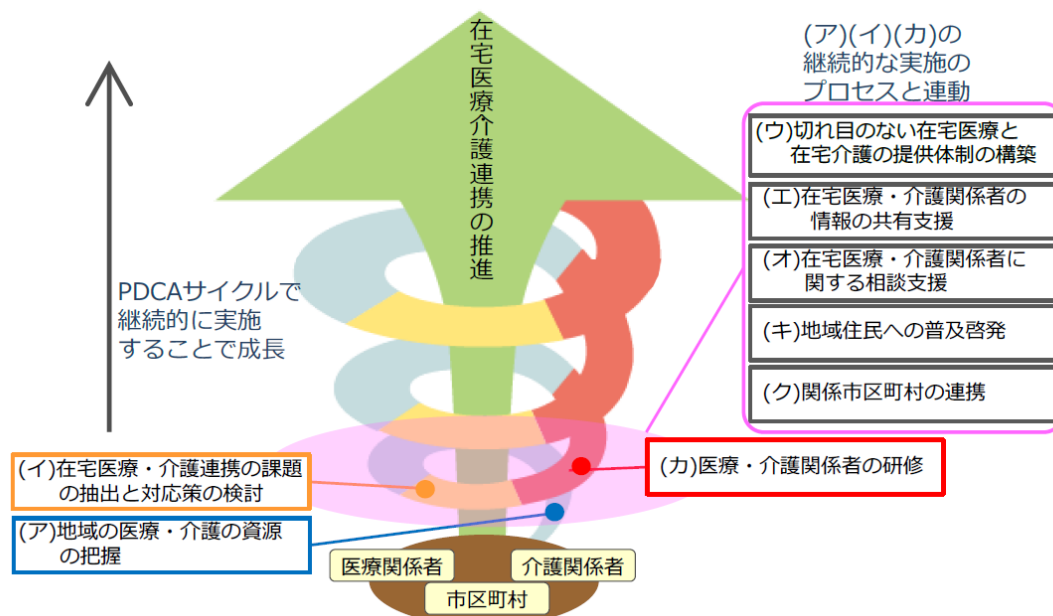 在宅医療介護連携の推進
(ア)(イ)(カ)の
継続的な実施の
プロセスと連動
(ウ)切れ目のない在宅医療と
在宅介護の提供体制の構築
(エ)在宅医療・介護関係者の
情報の共有支援
(オ)在宅医療・介護関係者に
関する相談支援
(キ)地域住民への普及啓発
(ク)関係市区町村の連携
PDCAサイクルで
継続的に実施
することで成長
(イ)在宅医療・介護連携の課題
の抽出と対応策の検討
(カ)医療・介護関係者の研修
(ア)地域の医療・介護の資源
の把握
医療関係者
介護関係者
市区町村